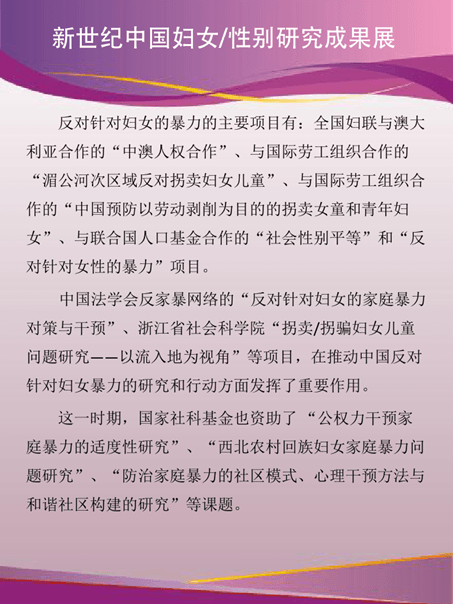 新世纪中国妇女/性别研究成果展
反对针对妇女的暴力的主要项目有：全国妇联与澳大
利亚合作的“中澳人权合作”、与国际劳工组织合作的
“湄公河次区域反对拐卖妇女儿童”、与国际劳工组织合
作的“中国预防以劳动剥削为目的的拐卖女童和青年妇
女”、与联合国人口基金合作的“社会性别平等”和“反
对针对女性的暴力”项目。
中国法学会反家暴网络的“反对针对妇女的家庭暴力
对策与干预”、浙江省社会科学院“拐卖/拐骗妇女儿童
问题研究——以流入地为视角”等项目，在推动中国反对
针对妇女暴力的研究和行动方面发挥了重要作用。
这一时期，国家社科基金也资助了 “公权力干预家
庭暴力的适度性研究”、“西北农村回族妇女家庭暴力问
题研究”、“防治家庭暴力的社区模式、心理干预方法与
和谐社区构建的研究”等课题。